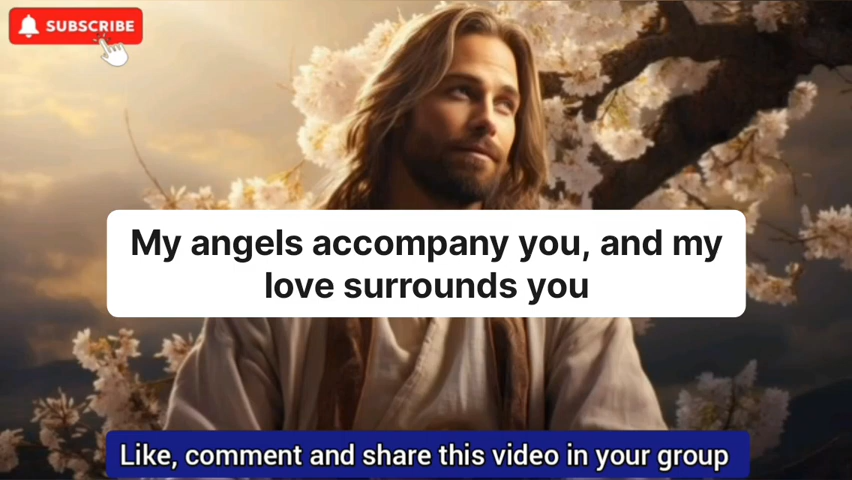 SUBSCRIBE
My angels accompany you, and my
love surrounds you
Like, comment and share this video in your group